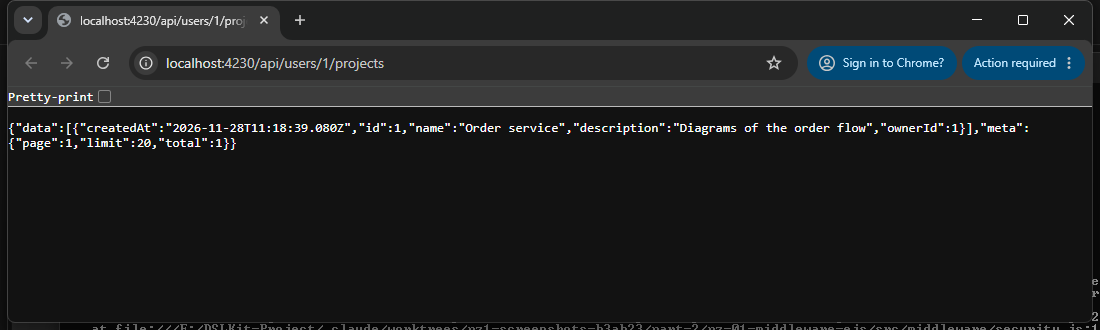 localhost:4230/api/users/1/proj
localhost:4230/api/users/1/projects
Sign in to Chrome?
Action required
Pretty-print
{"data":[{"createdAt":"2026-11-28T11:18:39.080Z","id":1,"name":"Order service","description":"Diagrams of the order flow","ownerId":1}],"meta":
{"page":1,"limit":20,"total":1}}